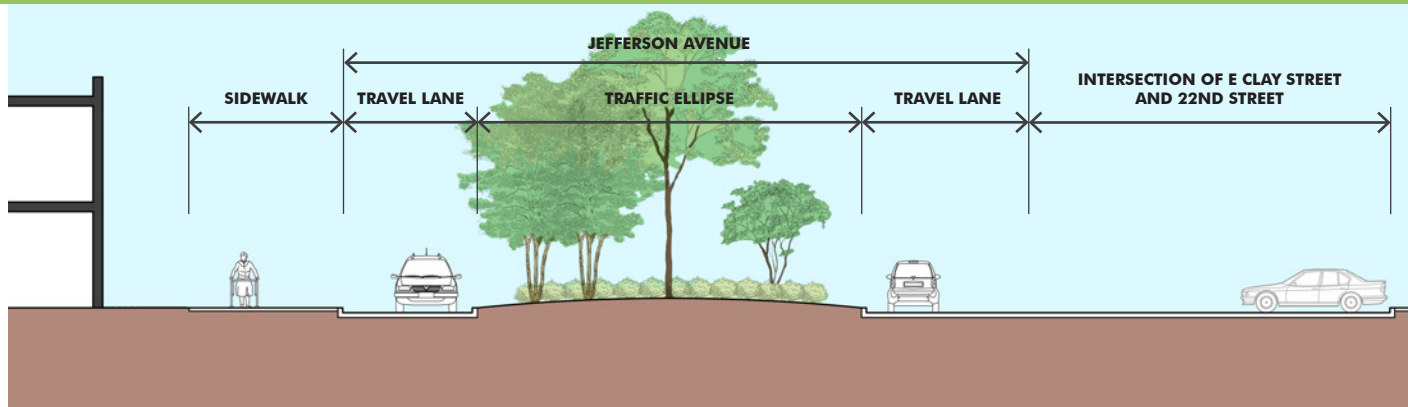 JEFFERSON AVENUE
SIDEWALK
TRAVEL LANE
TRAFFIC ELLIPSE
TRAVEL LANE
INTERSECTION OF E CLAY STREET
AND 22ND STREET